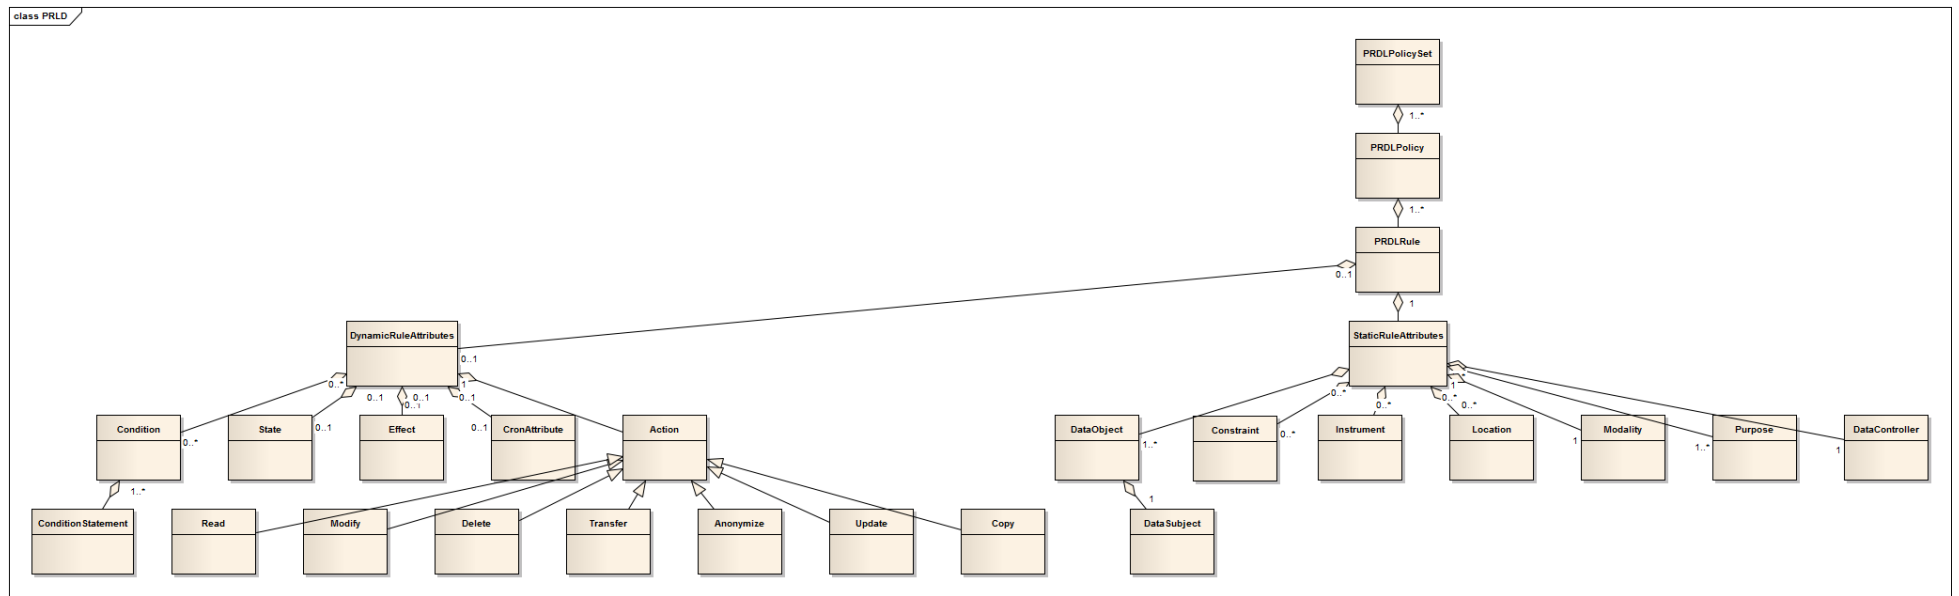 class PRLD
PRDLPolicySet
1..*
PRDLPolicy
1..*
PRDLRule
0..1
1
DynamicRuleAttributes
StaticRuleAttributes
0..1
0..*
0..1
0..1
0..1
0..1
1
0..*
0..*
0..*
0..*
1
..*
Condition
State
Effect
CronAttribute
Action
DataObject
Constraint
Instrument
Location
Modality
Purpose
DataController
0..*
0..1
0..1
1..*
0..*
1
1..*
1
1..*
1
ConditionStatement
Read
Modify
Delete
Transfer
Anonymize
Update
Copy
DataSubject